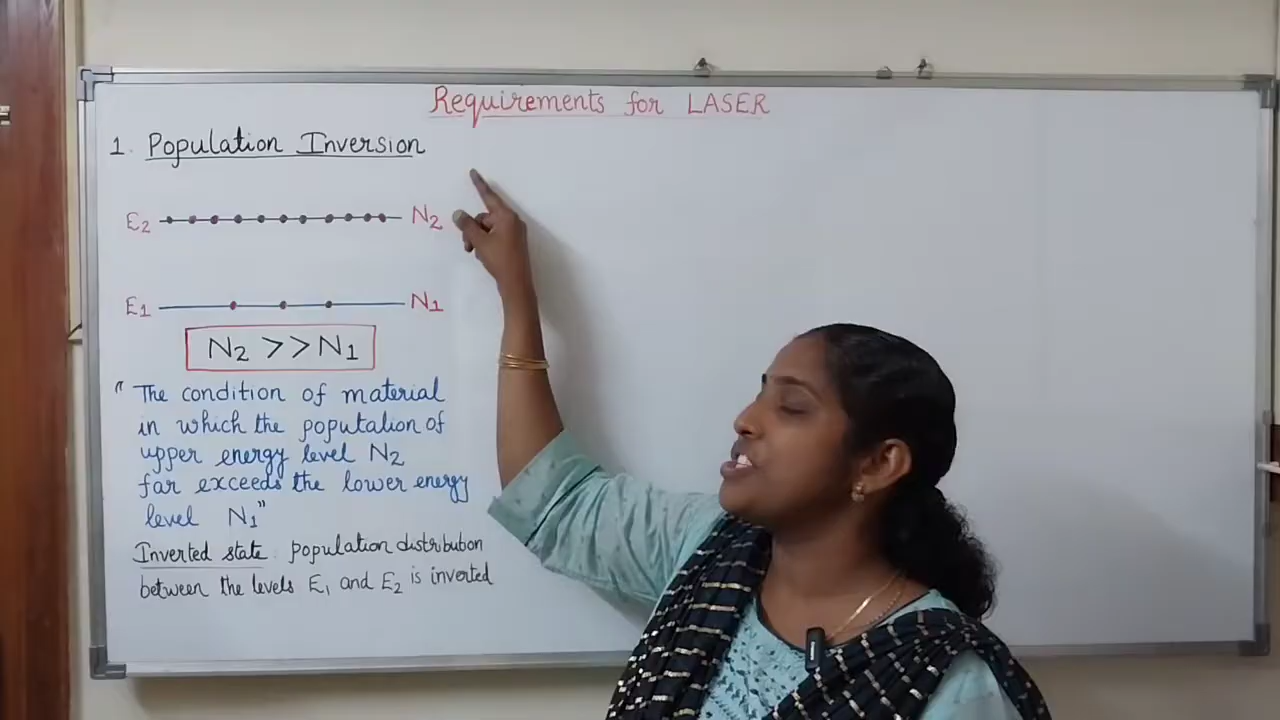 Requirements for LASER
1. Population Inversion
E2 N2
E1 N1
N2 >> N1
" The condition of material
in which the population of
upper energy level N2
far exceeds the lower energy
level N1"
Inverted state population distribution
between the levels E1 and E2 is inverted